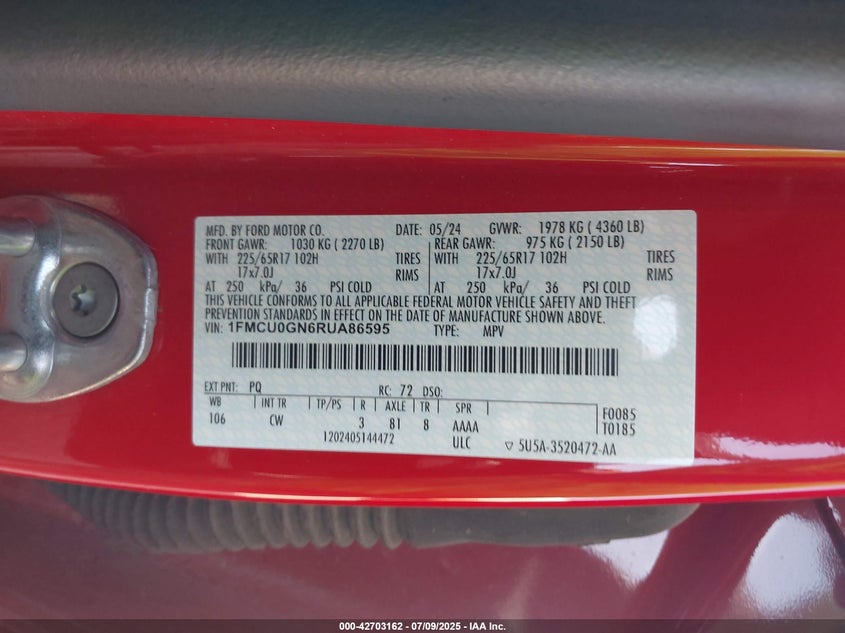 MFD. BY FORD MOTOR CO. DATE: 05/24 GVWR: 1978 KG ( 4360 LB)
FRONT GAWR: 1030 KG ( 2270 LB) REAR GAWR: 975 KG ( 2150 LB)
WITH 225/65R17 102H TIRES WITH 225/65R17 102H TIRES
17x7.0J RIMS 17x7.0J RIMS
AT 250 kPa/ 36 PSI COLD AT 250 kPa/ 36 PSI COLD
THIS VEHICLE CONFORMS TO ALL APPLICABLE FEDERAL MOTOR VEHICLE SAFETY AND THEFT
PREVENTION STANDARDS IN EFFECT ON THE DATE OF MANUFACTURE SHOWN ABOVE.
VIN: 1FMCU0GN6RUA86595 TYPE: MPV
EXT PNT: PQ RC: 72 DSO:
WB INT TR TP/PS R AXLE TR SPR
106 CW 3 81 8 AAAA
ULC
1202405144472
F0085
T0185
▽ 5U5A-3520472-AA
000-42703162 - 07/09/2025 - IAA Inc.